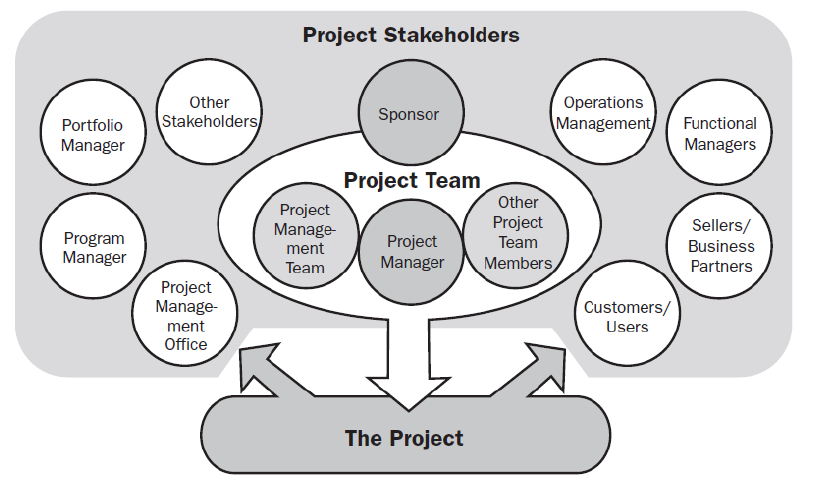 Project Stakeholders
Portfolio
Manager
Other
Stakeholders
Sponsor
Operations
Management
Functional
Managers
Project Team
Program
Manager
Project
Manage-
ment
Team
Project
Manager
Other
Project
Team
Members
Sellers/
Business
Partners
Project
Manage-
ment
Office
Customers/
Users
The Project